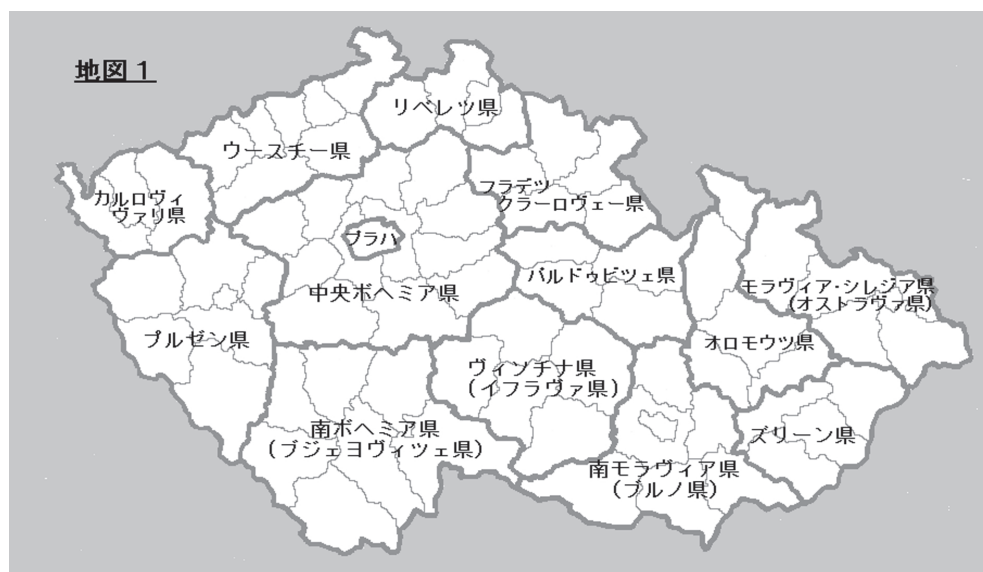 地図1
リベレツ県
ウースチー県
カルロヴィ
ヴァリ県
フラデツ
クラーロヴェー県
プラハ
中央ボヘミア県
パルドゥビツェ県
モラヴィア・シレジア県
(オストラヴァ県)
プルゼン県
オロモウツ県
ヴィソチナ県
(イフラヴァ県)
南ボヘミア県
(ブジェヨヴィツェ県)
ズリーン県
南モラヴィア県
(ブルノ県)